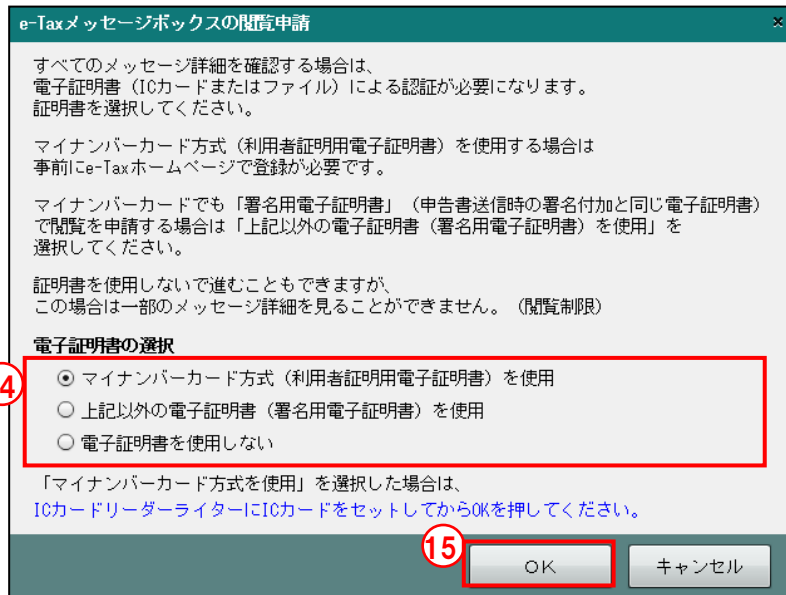 e-Taxメッセージボックスの閲覧申請
×
すべてのメッセージ詳細を確認する場合は、
電子証明書（ICカードまたはファイル）による認証が必要になります。
証明書を選択してください。
マイナンバーカード方式（利用者証明用電子証明書）を使用する場合は
事前にe-Taxホームページで登録が必要です。
マイナンバーカードでも「署名用電子証明書」（申告書送信時の署名付加と同じ電子証明書）
で閲覧を申請する場合は「上記以外の電子証明書（署名用電子証明書）を使用」を
選択してください。
証明書を使用しないで進むこともできますが、
この場合は一部のメッセージ詳細を見ることができません。（閲覧制限）
電子証明書の選択
4
マイナンバーカード方式（利用者証明用電子証明書）を使用
上記以外の電子証明書（署名用電子証明書）を使用
電子証明書を使用しない
「マイナンバーカード方式を使用」を選択した場合は、
ICカードリーダーライターにICカードをセットしてからOKを押してください。
15
OK
キャンセル